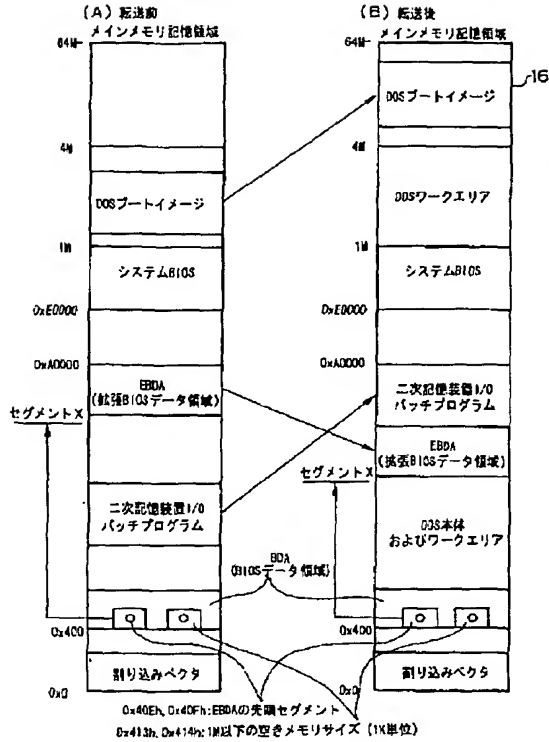 (A) 転送前
メインメモリ記憶領域
64M
4M
DOSブートイメージ
1M
システムBIOS
0xE0000
0xA0000
EBDA
(拡張BIOSデータ領域)
セグメントX
二次記憶装置I/O
パッチプログラム
BDA
(BIOSデータ領域)
0x400
割り込みベクタ
0x0
(B) 転送後
メインメモリ記憶領域
64M
16
DOSブートイメージ
4M
DOSワークエリア
1M
システムBIOS
0xE0000
0xA0000
二次記憶装置I/O
パッチプログラム
EBDA
(拡張BIOSデータ領域)
セグメントX
DOS本体
およびワークエリア
0x400
割り込みベクタ
0x0
0x40Eh, 0x40Fh:EBDAの先頭セグメント
0x413h, 0x414h:1M以下の空きメモリサイズ (1K単位)